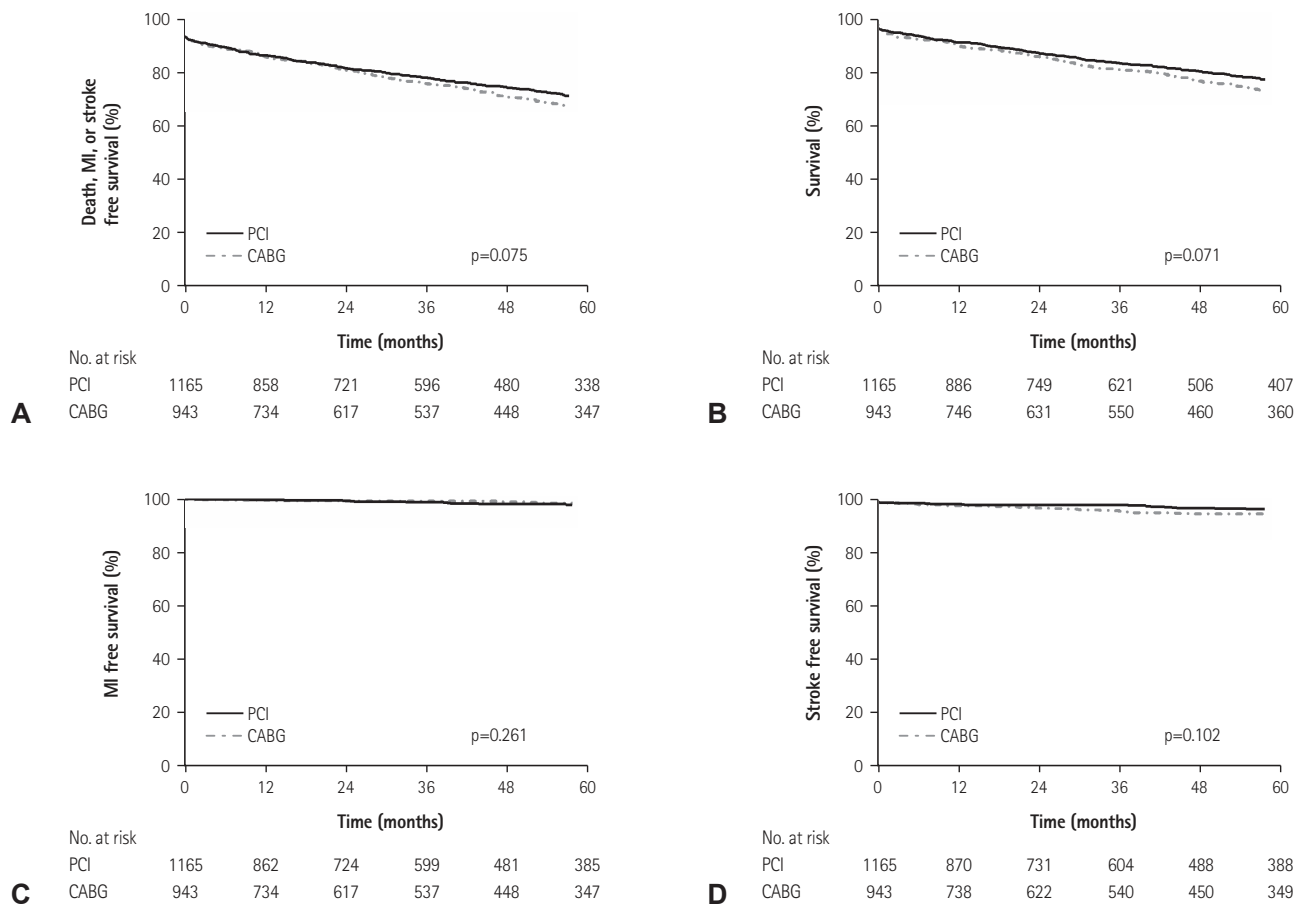 100
80
60
40
20
0
Death, MI, or stroke
free survival (%)
PCI
CABG
p=0.075
0 12 24 36 48 60
Time (months)
No. at risk
PCI 1165 858 721 596 480 338
CABG 943 734 617 537 448 347
A
100
80
60
40
20
0
Survival (%)
PCI
CABG
p=0.071
0 12 24 36 48 60
Time (months)
No. at risk
PCI 1165 886 749 621 506 407
CABG 943 746 631 550 460 360
B
100
80
60
40
20
0
MI free survival (%)
PCI
CABG
p=0.261
0 12 24 36 48 60
Time (months)
No. at risk
PCI 1165 862 724 599 481 385
CABG 943 734 617 537 448 347
C
100
80
60
40
20
0
Stroke free survival (%)
PCI
CABG
p=0.102
0 12 24 36 48 60
Time (months)
No. at risk
PCI 1165 870 731 604 488 388
CABG 943 738 622 540 450 349
D